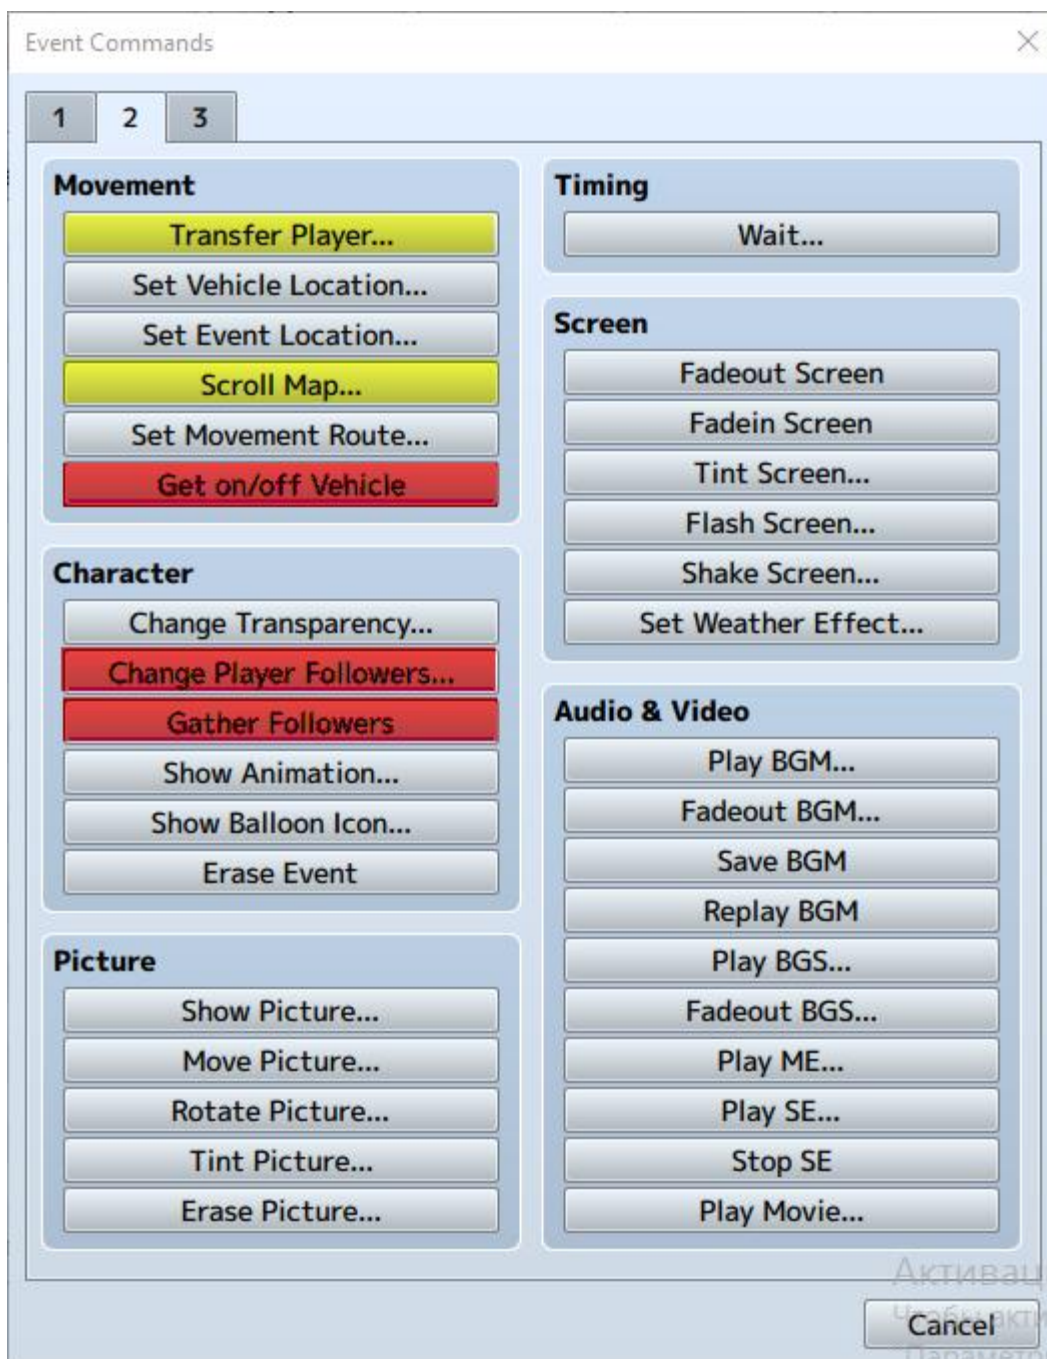 Event Commands
1 2 3
Movement
Transfer Player...
Set Vehicle Location...
Set Event Location...
Scroll Map...
Set Movement Route...
Get on/off Vehicle
Character
Change Transparency...
Change Player Followers...
Gather Followers
Show Animation...
Show Balloon Icon...
Erase Event
Picture
Show Picture...
Move Picture...
Rotate Picture...
Tint Picture...
Erase Picture...
Timing
Wait...
Screen
Fadeout Screen
Fadein Screen
Tint Screen...
Flash Screen...
Shake Screen...
Set Weather Effect...
Audio & Video
Play BGM...
Fadeout BGM...
Save BGM
Replay BGM
Play BGS...
Fadeout BGS...
Play ME...
Play SE...
Stop SE
Play Movie...
Активац
Cancel